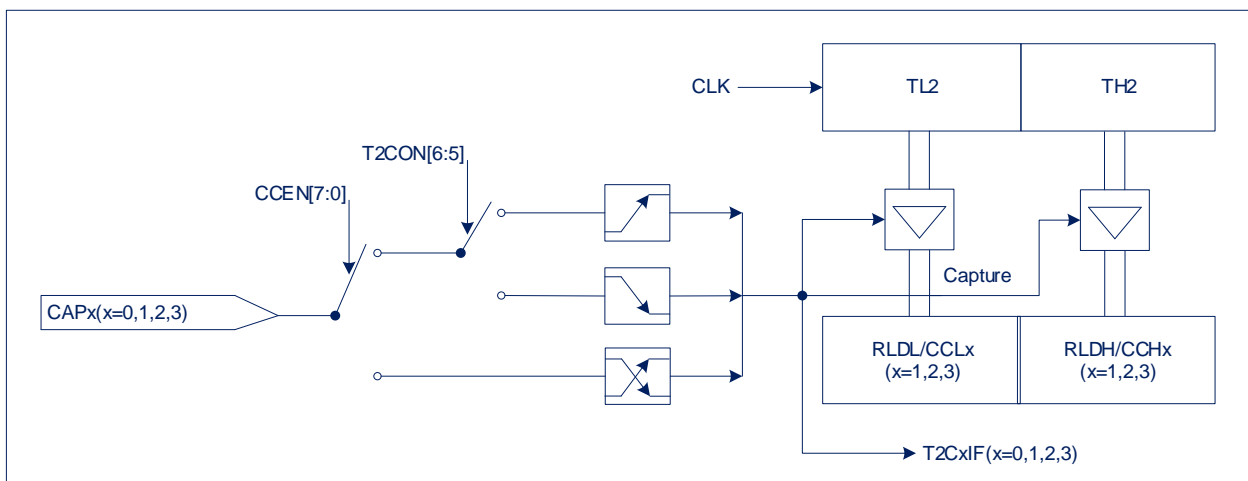 CLK
TL2
TH2
T2CON[6:5]
CCEN[7:0]
Capture
CAPx(x=0,1,2,3)
RLDL/CCLx
(x=1,2,3)
RLDH/CCHx
(x=1,2,3)
T2CxIF(x=0,1,2,3)